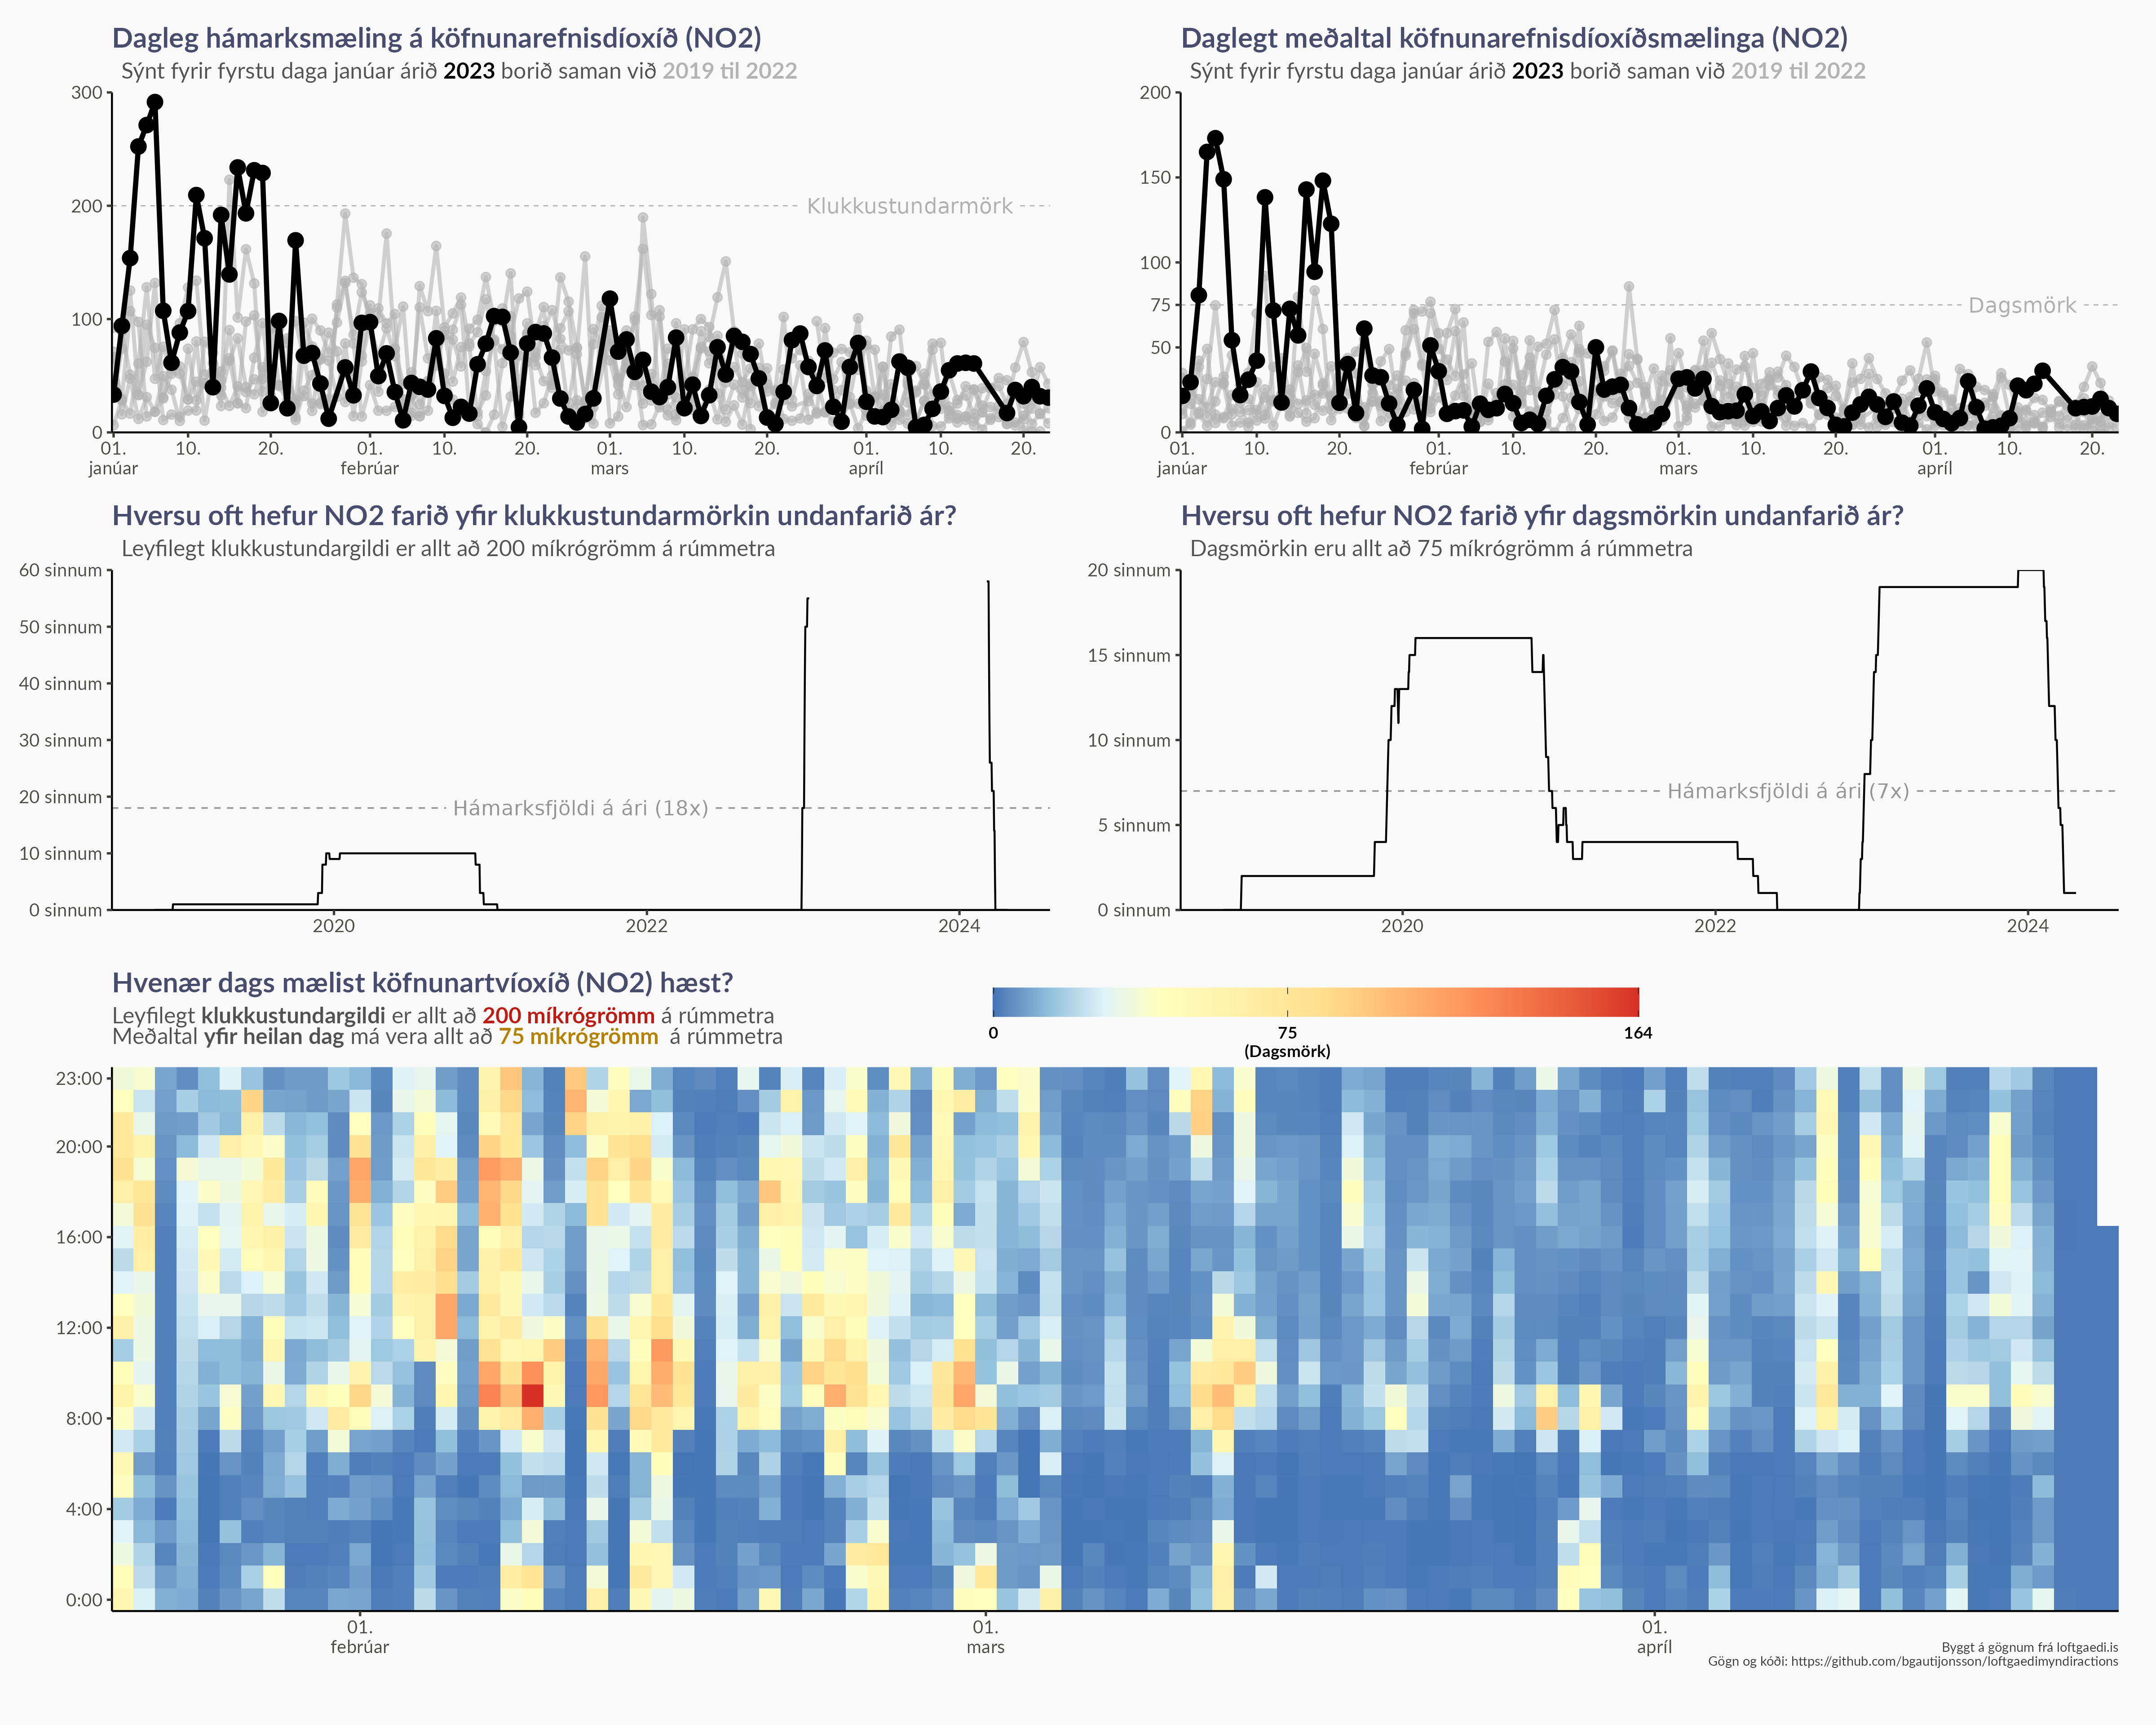 Dagleg hámarksmæling á köfnunarefnisdíoxíð (NO2)
Sýnt fyrir fyrstu daga janúar árið 2023 borið saman við 2019 til 2022
300
200
100
0
Klukkustundarmörk
01. 10. 20. 01. 10. 20. 01. 10. 20. 01. 10. 20.
janúar febrúar mars apríl
Daglegt meðaltal köfnunarefnisdíoxíðsmælinga (NO2)
Sýnt fyrir fyrstu daga janúar árið 2023 borið saman við 2019 til 2022
200
150
100
75
50
0
Dagsmörk
01. 10. 20. 01. 10. 20. 01. 10. 20. 01. 10. 20.
janúar febrúar mars apríl
Hversu oft hefur NO2 farið yfir klukkustundarmörkin undanfarið ár?
Leyfilegt klukkustundargildi er allt að 200 míkrógrömm á rúmmetra
60 sinnum
50 sinnum
40 sinnum
30 sinnum
20 sinnum
10 sinnum
0 sinnum
Hámarksfjöldi á ári (18x)
2020 2022 2024
Hversu oft hefur NO2 farið yfir dagsmörkin undanfarið ár?
Dagsmörkin eru allt að 75 míkrógrömm á rúmmetra
20 sinnum
15 sinnum
10 sinnum
5 sinnum
0 sinnum
Hámarksfjöldi á ári (7x)
2020 2022 2024
Hvenær dags mælist köfnunartvíoxíð (NO2) hæst?
Leyfilegt klukkustundargildi er allt að 200 míkrógrömm á rúmmetra
Meðaltal yfir heilan dag má vera allt að 75 míkrógrömm á rúmmetra
0 75 164
(Dagsmörk)
23:00
20:00
16:00
12:00
8:00
4:00
0:00
01. 01. 01.
febrúar mars apríl
Byggt á gögnum frá loftgaedi.is
Gögn og kóði: https://github.com/bgautijonsson/loftgaedimyndiractions